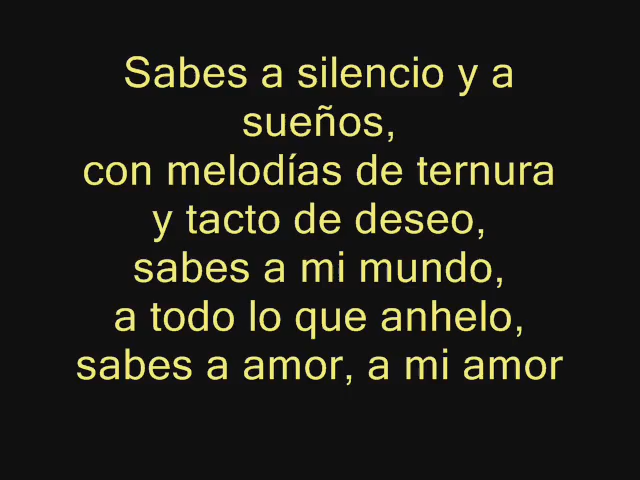 Sabes a silencio y a
sueños,
con melodías de ternura
y tacto de deseo,
sabes a mi mundo,
a todo lo que anhelo,
sabes a amor, a mi amor